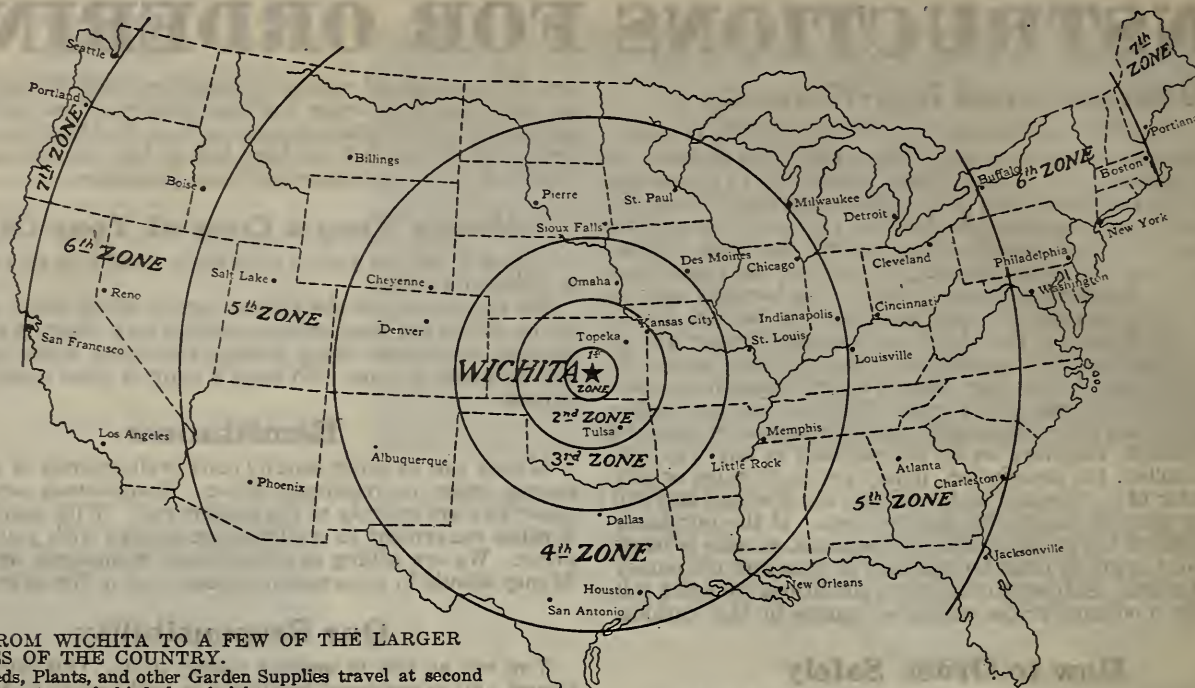 Seattle
7th ZONE
Portland
7th ZONE
Portland
Billings
Boise
Buffalo
6th ZONE
Boston
Pierre
St. Paul
Milwaukee
Detroit
New York
Sioux Falls
6th ZONE
Des Moines
Chicago
Cleveland
Philadelphia
Salt Lake
Cheyenne
Omaha
Washington
Reno
5th ZONE
Kansas City
Indianapolis
Cincinnati
Denver
Topeka
St. Louis
San Francisco
Louisville
WICHITA
1st
ZONE
2nd ZONE
Tulsa
Memphis
Los Angeles
Albuquerque
3rd ZONE
Little Rock
Atlanta
Phoenix
Charleston
Dallas
5th ZONE
4th ZONE
Jacksonville
Houston
New Orleans
San Antonio
ROM WICHITA TO A FEW OF THE LARGER
S OF THE COUNTRY.
eds, Plants, and other Garden Supplies travel at second